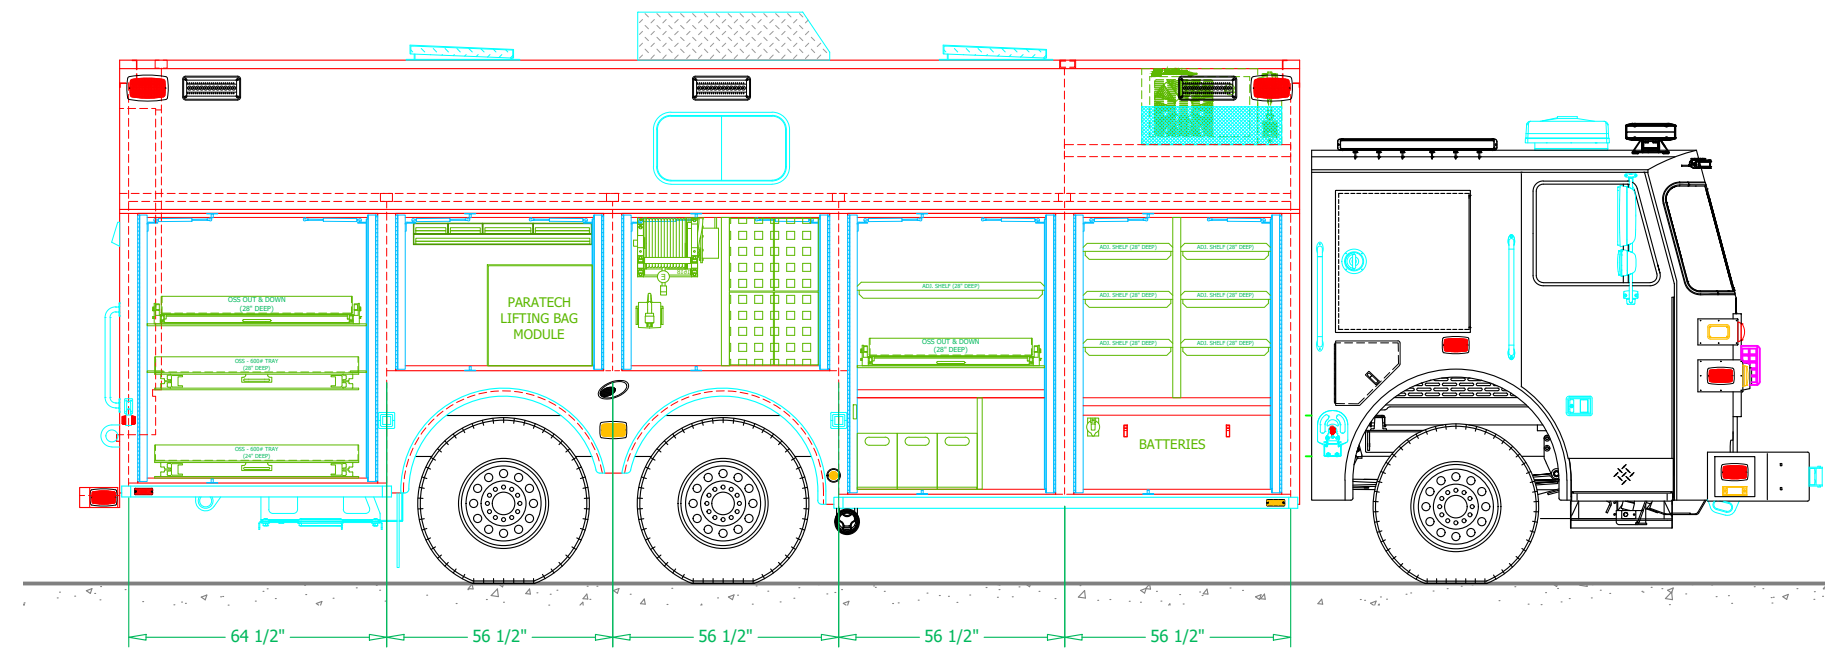 ADJ. SHELF (28" DEEP)
ADJ. SHELF (28" DEEP)
ADJ. SHELF (28" DEEP)
OSS OUT & DOWN
(28" DEEP)
PARATECH
LIFTING BAG
MODULE
3
ADJ. SHELF (28" DEEP)
ADJ. SHELF (28" DEEP)
OSS OUT & DOWN
(28" DEEP)
ADJ. SHELF (28" DEEP)
ADJ. SHELF (28" DEEP)
OSS - 600# TRAY
(28" DEEP)
OSS - 600# TRAY
(24" DEEP)
BATTERIES
64 1/2"
56 1/2"
56 1/2"
56 1/2"
56 1/2"